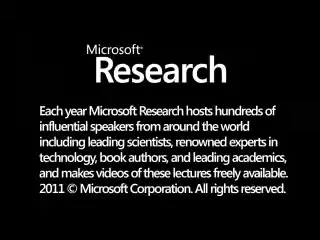 Microsoft®
Research
Each year Microsoft Research hosts hundreds of
influential speakers from around the world
including leading scientists, renowned experts in
technology, book authors, and leading academics,
and makes videos of these lectures freely available.
2011 © Microsoft Corporation. All rights reserved.